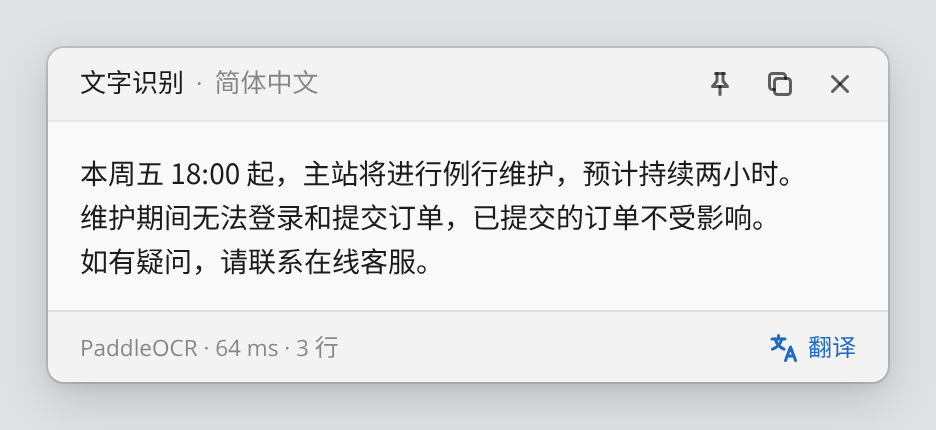 文字识别 · 简体中文
本周五 18:00 起，主站将进行例行维护，预计持续两小时。
维护期间无法登录和提交订单，已提交的订单不受影响。
如有疑问，请联系在线客服。
PaddleOCR · 64 ms · 3 行
翻译